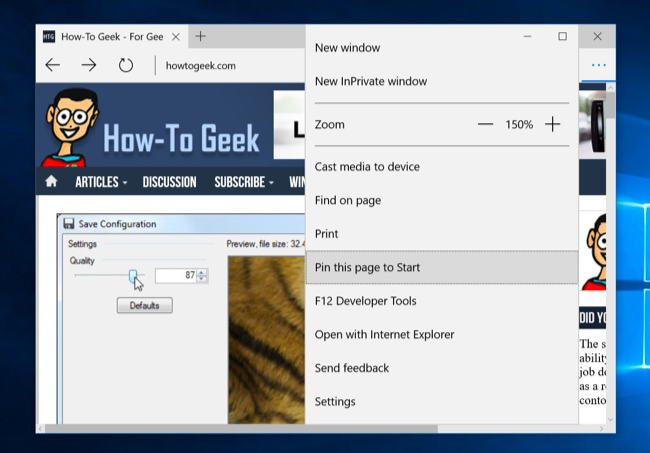 HTG How-To Geek - For Gee
howtogeek.com
New window
New InPrivate window
Zoom 150%
Cast media to device
Find on page
Print
Pin this page to Start
F12 Developer Tools
Open with Internet Explorer
Send feedback
Settings
How-To Geek
L
ARTICLES DISCUSSION SUBSCRIBE WIN
Save Configuration
Settings
Quality
87
Defaults
Preview, file size: 32.4
DID YO
The s
ability
job de
as a r
conto